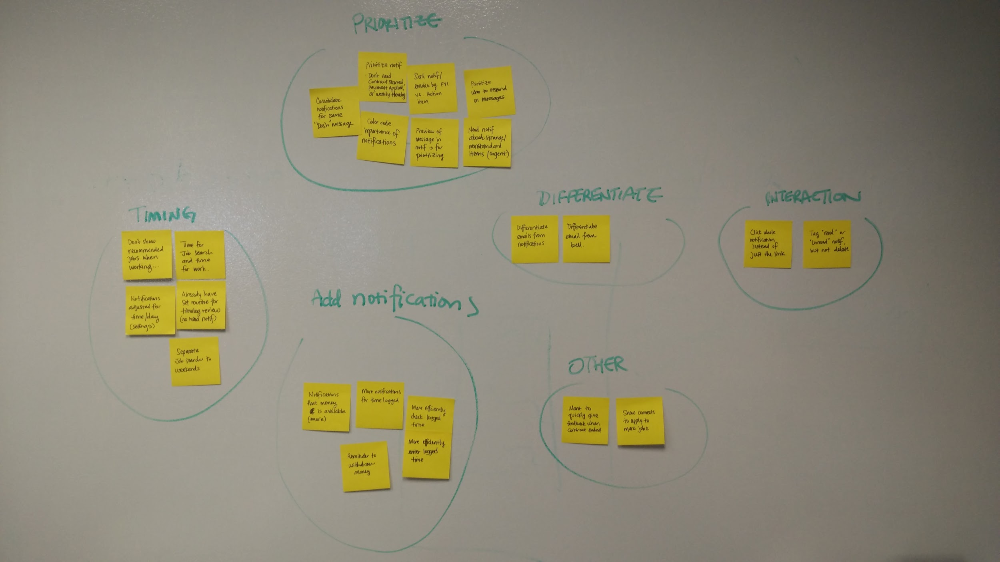 PRIORITIZE
Consolidate
notifications
for same
"Dash" message
Prioritize notif
- Don't need
Contract started,
payment applied,
or weekly timelog
Sort notif/
emails by FYI
vs. Action
item
Prioritize
who to respond
on messages
Color code
importance of
notifications
Preview of
message in
notif → for
prioritizing
Need notif
about strange/
nonstandard
items (urgent)
TIMING
Don't show
recommended
jobs when
working...
Time for
Job search
and time
for work.
Notifications
adjusted for
time/day
(settings)
Already have
set routine for
timelog review
(no need notif)
Separate
Job search to
weekends
DIFFERENTIATE
Differentiate
emails from
notifications
Differentiate
email from
bell.
INTERACTION
Click whole
notification
instead of
just the link
Tag "read" or
"unread" notif,
but not delete
Add notifications
Notifications
that money
is available
(more)
More notifications
for time logged
More efficiently
check logged
time
More efficiently
enter logged
time
Reminder to
withdraw
money
OTHER
Want to
quickly give
feedback when
contract ended
Show connects
to apply to
more jobs